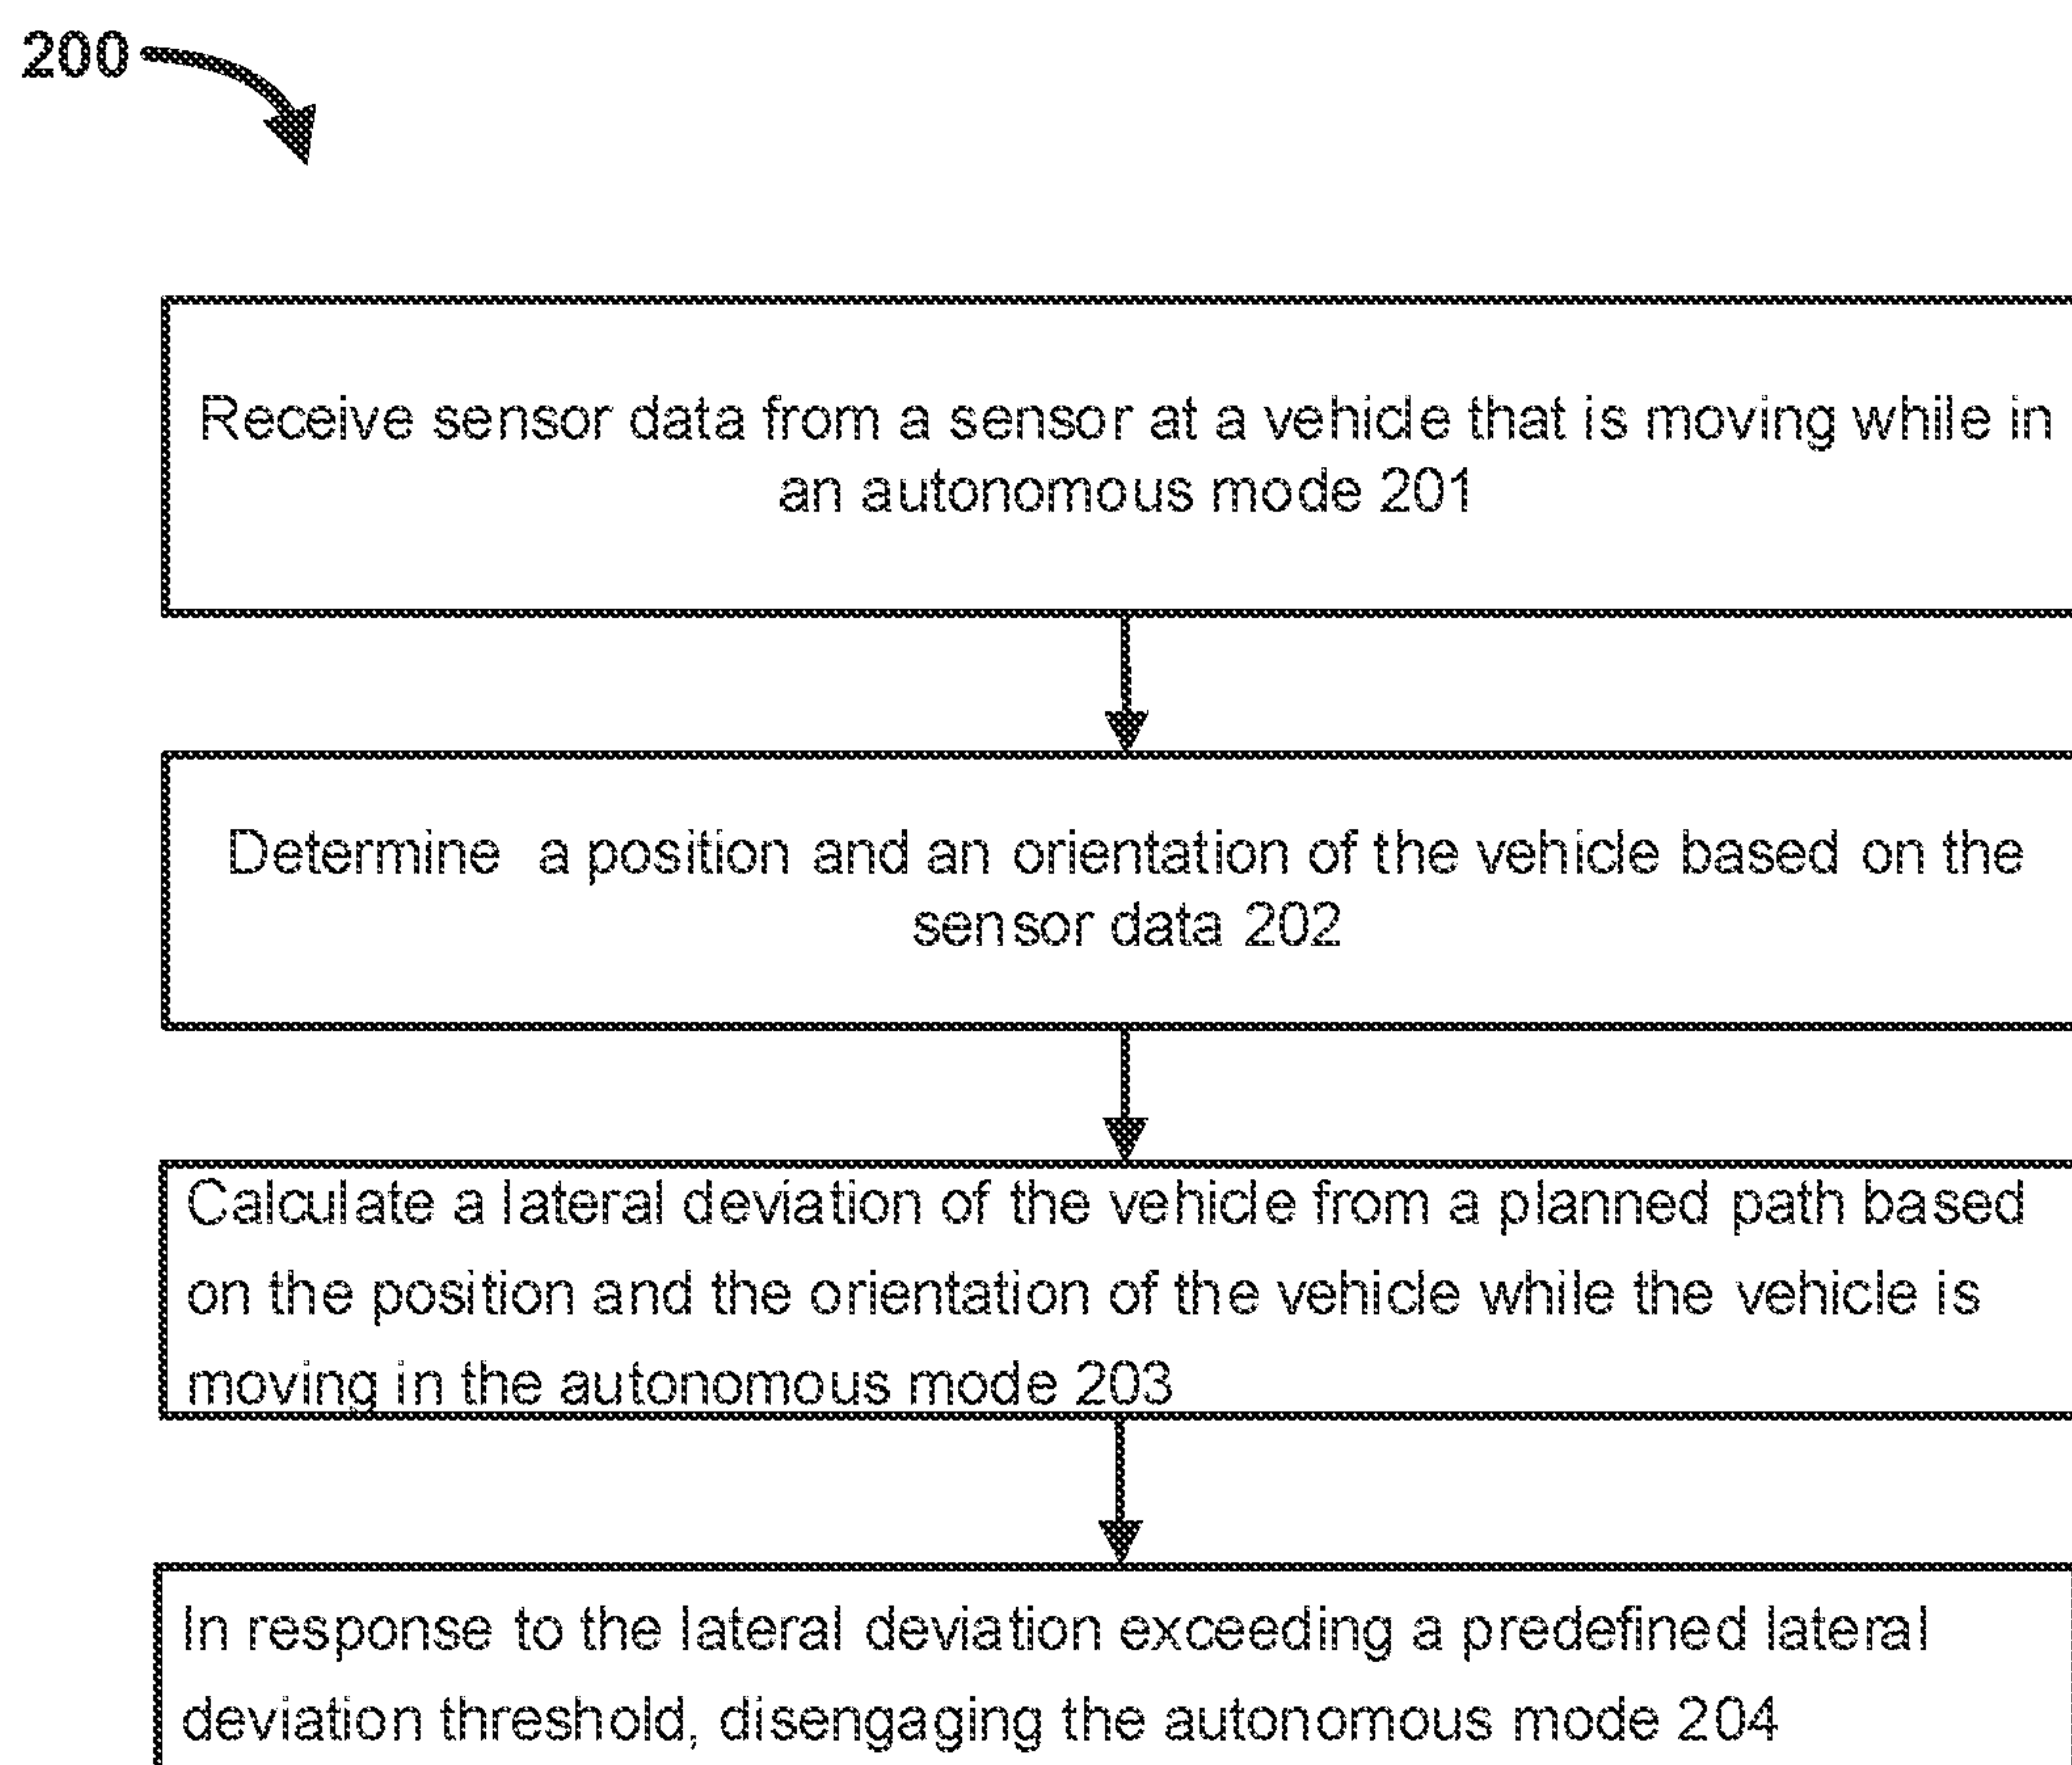 200
Receive sensor data from a sensor at a vehicle that is moving while in
an autonomous mode 201
Determine a position and an orientation of the vehicle based on the
sensor data 202
Calculate a lateral deviation of the vehicle from a planned path based
on the position and the orientation of the vehicle while the vehicle is
moving in the autonomous mode 203
In response to the lateral deviation exceeding a predefined lateral
deviation threshold, disengaging the autonomous mode 204